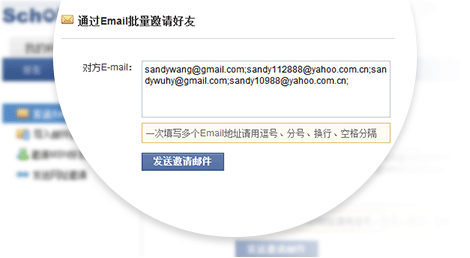 Scho
通过Email批量邀请好友
对方E-mail:
sandywang@gmail.com;sandy112888@yahoo.com.cn;san
dywuhy@gmail.com;sandy10988@yahoo.com.cn;
一次填写多个Email地址请用逗号、分号、换行、空格分隔
发送邀请邮件